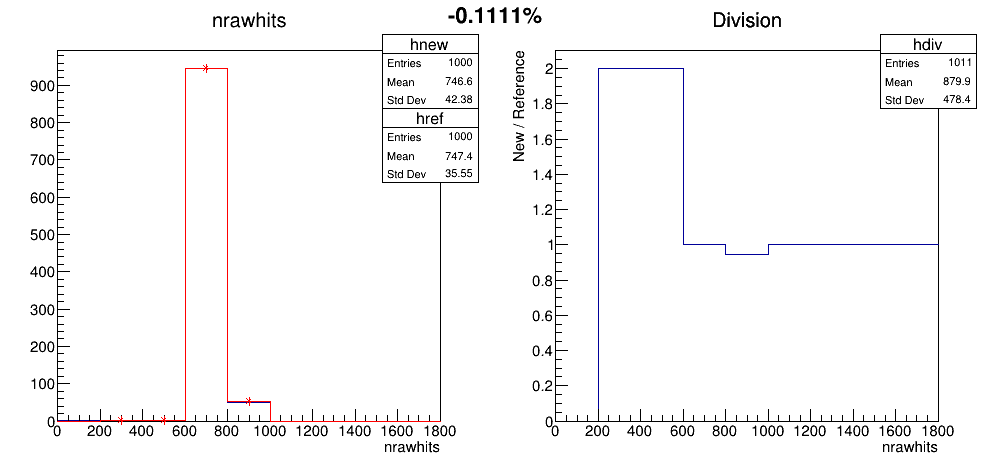 -0.1111%
nrawhits
hnew
Entries 1000
Mean 746.6
Std Dev 42.38
href
Entries 1000
Mean 747.4
Std Dev 35.55
900
800
700
600
500
400
300
200
100
0
0 200 400 600 800 1000 1200 1400 1600 1800
nrawhits
Division
hdiv
Entries 1011
Mean 879.9
Std Dev 478.4
New / Reference
2
1.8
1.6
1.4
1.2
1
0.8
0.6
0.4
0.2
0
0 200 400 600 800 1000 1200 1400 1600 1800
nrawhits